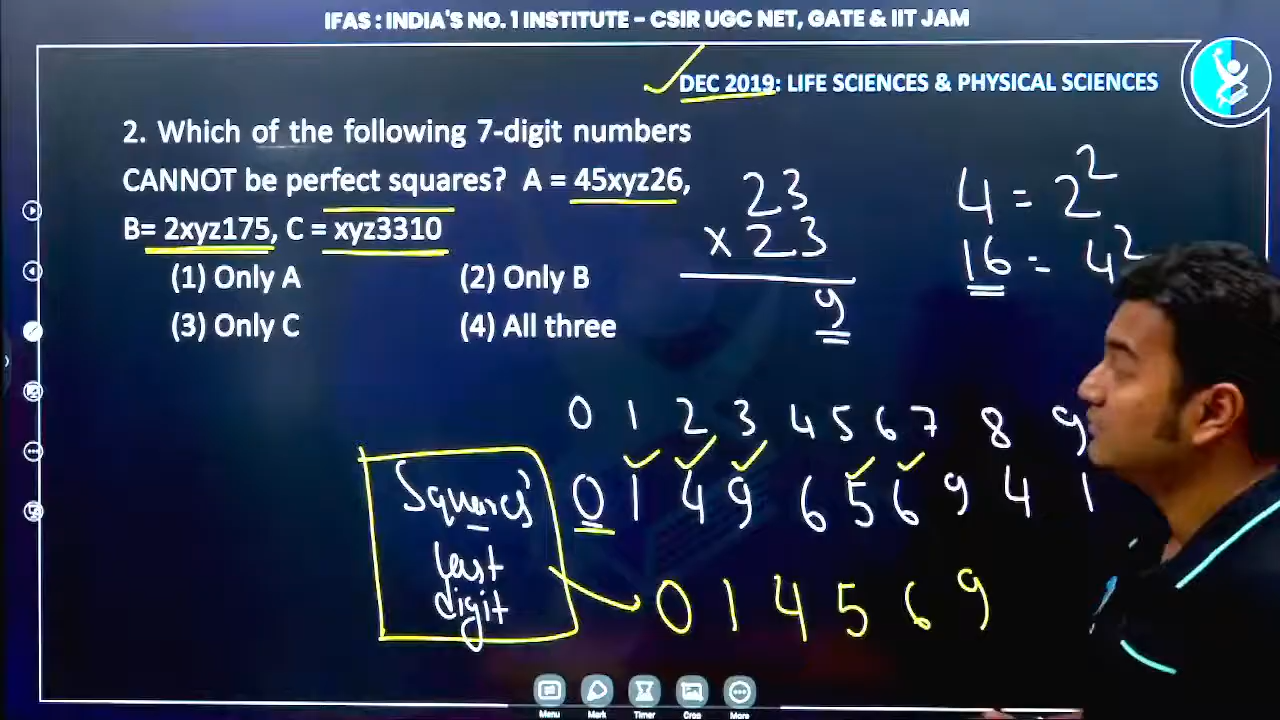 IFAS : INDIA'S NO. 1 INSTITUTE – CSIR UGC NET, GATE & IIT JAM
DEC 2019: LIFE SCIENCES & PHYSICAL SCIENCES
2. Which of the following 7-digit numbers
CANNOT be perfect squares? A = 45xyz26,
B= 2xyz175, C = xyz3310
(1) Only A (2) Only B
(3) Only C (4) All three
23
x 23
9
4 = 2²
16 = 4²
0 1 2 3 4 5 6 7 8 9
0 1 4 9 6 5 6 9 4 1
Squares'
last
digit
0 1 4 5 6 9
Menu Mark Timer Crop More